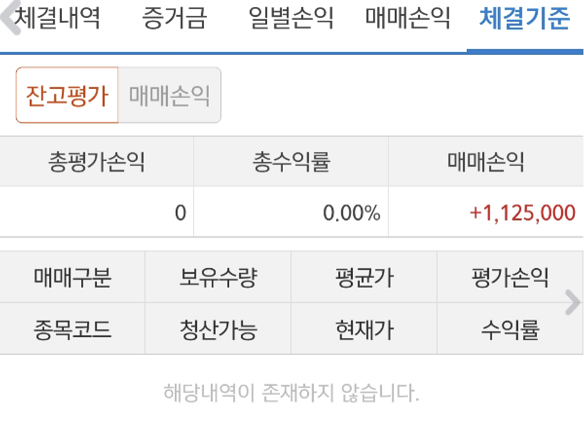 체결내역 증거금 일별손익 매매손익 체결기준
잔고평가 매매손익
총평가손익 총수익률 매매손익
0 0.00% +1,125,000
매매구분 보유수량 평균가 평가손익
종목코드 청산가능 현재가 수익률
해당내역이 존재하지 않습니다.